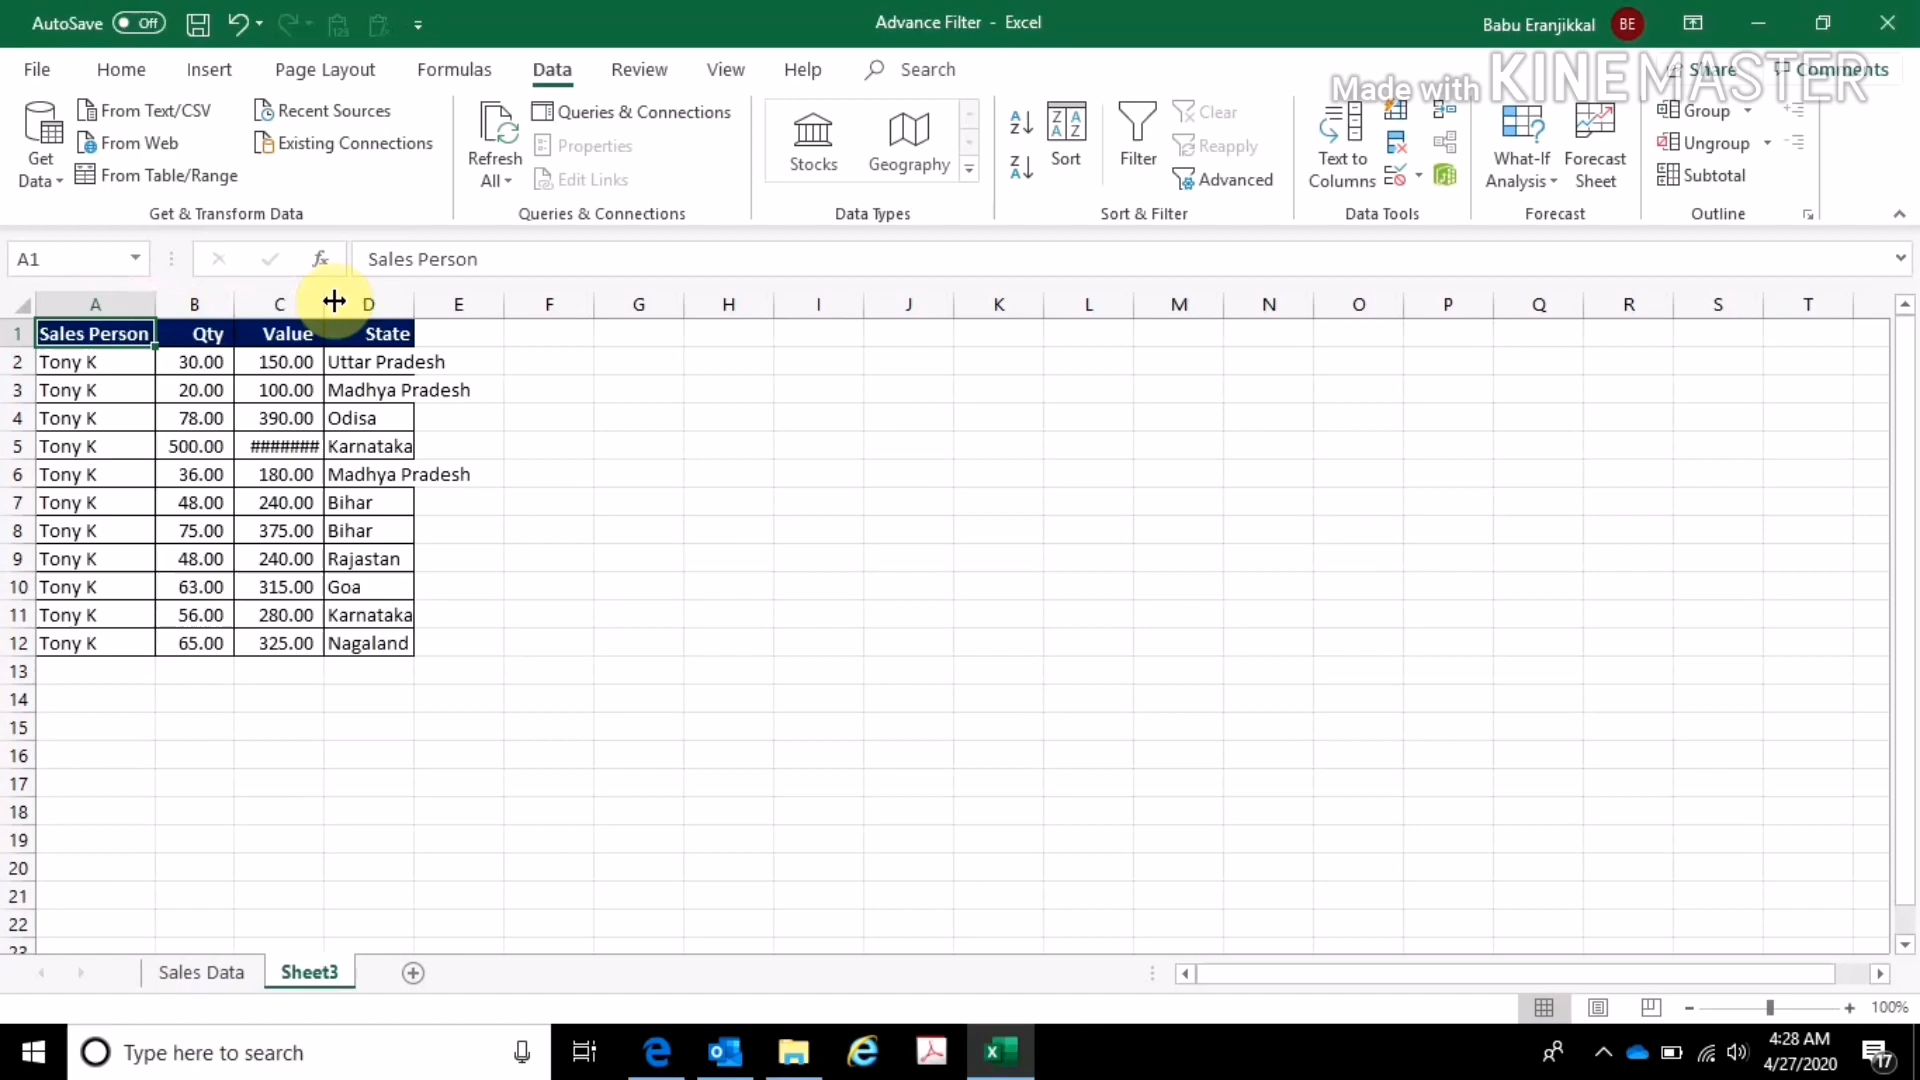 AutoSave Off
Advance Filter - Excel
Babu Eranjikkal BE
File Home Insert Page Layout Formulas Data Review View Help Search
Share Comments
Made with KINEMASTER
Get Data
From Text/CSV
From Web
From Table/Range
Recent Sources
Existing Connections
Get & Transform Data
Refresh All
Queries & Connections
Properties
Edit Links
Queries & Connections
Stocks Geography
Data Types
Sort
Filter
Clear
Reapply
Advanced
Sort & Filter
Text to Columns
Data Tools
What-If Analysis
Forecast Sheet
Forecast
Group
Ungroup
Subtotal
Outline
A1 fx Sales Person
A B C D E F G H I J K L M N O P Q R S T
1 Sales Person Qty Value State
2 Tony K 30.00 150.00 Uttar Pradesh
3 Tony K 20.00 100.00 Madhya Pradesh
4 Tony K 78.00 390.00 Odisa
5 Tony K 500.00 ####### Karnataka
6 Tony K 36.00 180.00 Madhya Pradesh
7 Tony K 48.00 240.00 Bihar
8 Tony K 75.00 375.00 Bihar
9 Tony K 48.00 240.00 Rajastan
10 Tony K 63.00 315.00 Goa
11 Tony K 56.00 280.00 Karnataka
12 Tony K 65.00 325.00 Nagaland
13
14
15
16
17
18
19
20
21
22
23
Sales Data Sheet3
100%
Type here to search
4:28 AM
4/27/2020
17